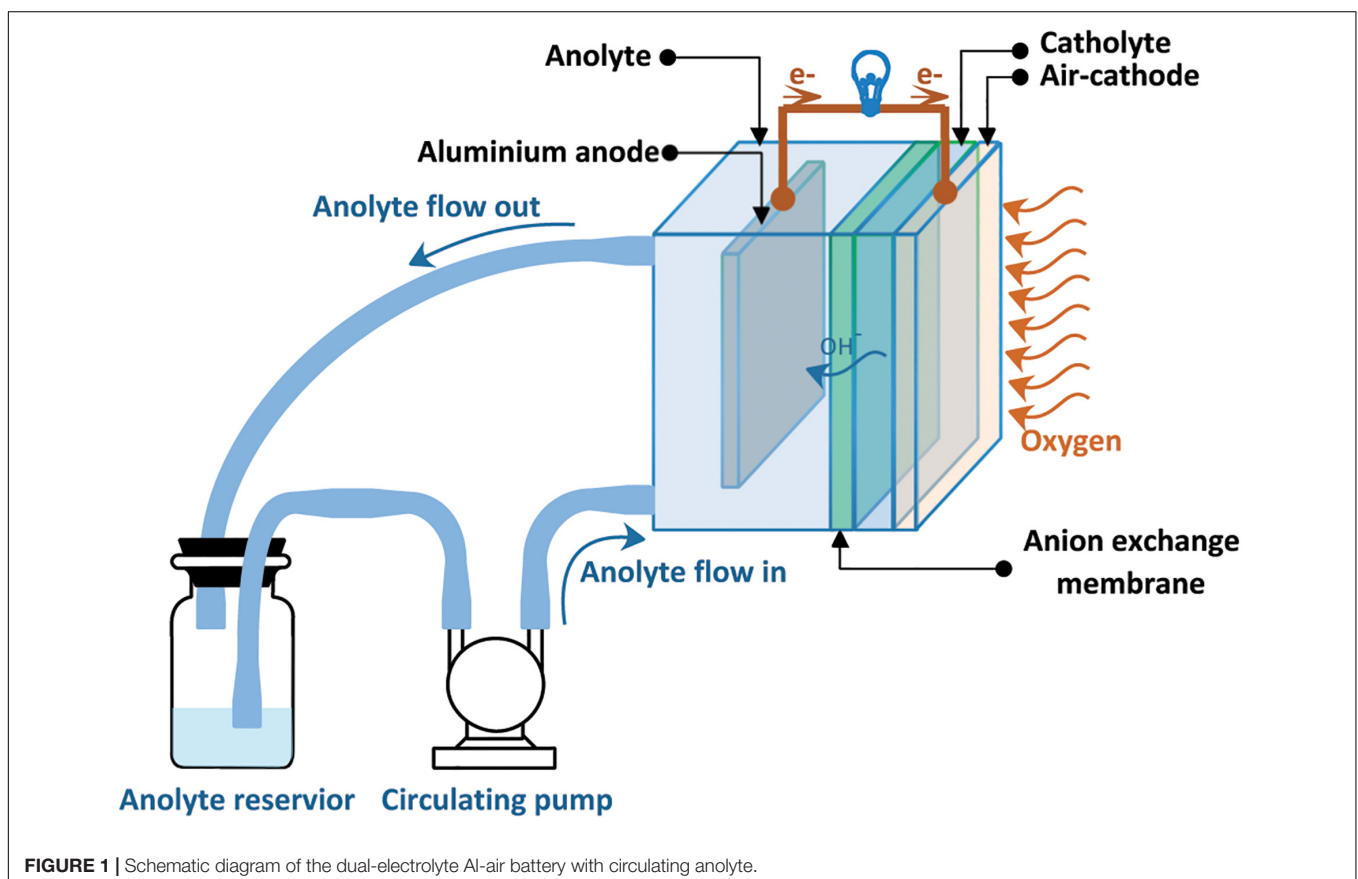 Anolyte
Catholyte
Air-cathode
e-
e-
Aluminium anode
Anolyte flow out
OH-
Oxygen
Anion exchange
membrane
Anolyte flow in
Anolyte reservior
Circulating pump
FIGURE 1 | Schematic diagram of the dual-electrolyte Al-air battery with circulating anolyte.